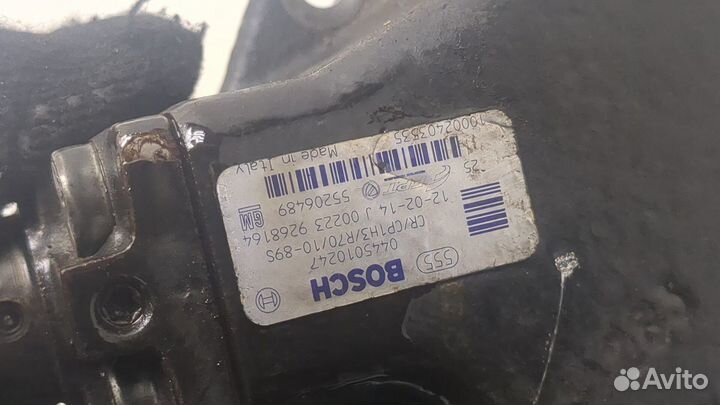 BOSCH
555
0445010247
CR/CP1H3/R70/10-89S
12-02-14 J 00223 9268164
GM
25
55206489
Made in Italy
Avito